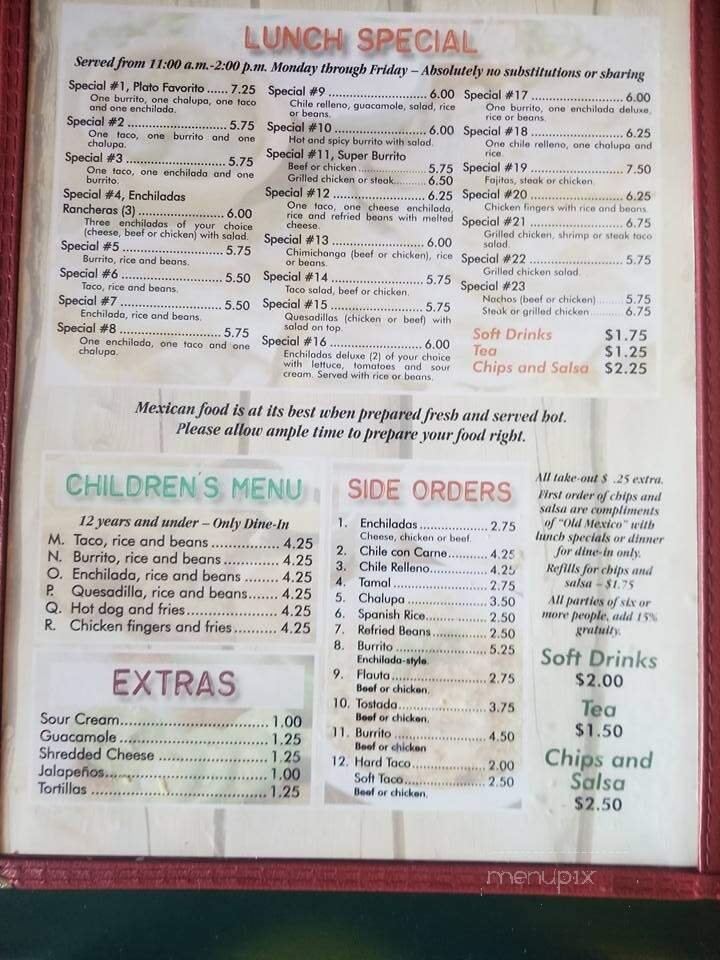 LUNCH SPECIAL
Served from 11:00 a.m.-2:00 p.m. Monday through Friday – Absolutely no substitutions or sharing
Special #1, Plato Favorito ...... 7.25
One burrito, one chalupa, one taco
and one enchilada.
Special #2 ............................ 5.75
One taco, one burrito and one
chalupa.
Special #3 ............................ 5.75
One taco, one enchilada and one
burrito.
Special #4, Enchiladas
Rancheras (3) ........................ 6.00
Three enchiladas of your choice
(cheese, beef or chicken) with salad.
Special #5 ............................ 5.75
Burrito, rice and beans.
Special #6 ............................ 5.50
Taco, rice and beans.
Special #7 ............................ 5.50
Enchilada, rice and beans.
Special #8 ............................ 5.75
One enchilada, one taco and one
chalupa.
Special #9 ............................ 6.00
Chile relleno, guacamole, salad, rice
or beans.
Special #10 .......................... 6.00
Hot and spicy burrito with salad.
Special #11, Super Burrito
Beef or chicken .......................... 5.75
Grilled chicken or steak.......... 6.50
Special #12 .......................... 6.25
One taco, one cheese enchilada,
rice and refried beans with melted
cheese.
Special #13 .......................... 6.00
Chimichanga (beef or chicken), rice
or beans.
Special #14 .......................... 5.75
Taco salad, beef or chicken.
Special #15 .......................... 5.75
Quesadillas (chicken or beef) with
salad on top.
Special #16 .......................... 6.00
Enchiladas deluxe (2) of your choice
with lettuce, tomatoes and sour
cream. Served with rice or beans.
Special #17 .......................... 6.00
One burrito, one enchilada deluxe,
rice or beans.
Special #18 .......................... 6.25
One chile relleno, one chalupa and
rice.
Special #19 .......................... 7.50
Fajitas, steak or chicken.
Special #20 .......................... 6.25
Chicken fingers with rice and beans.
Special #21 .......................... 6.75
Grilled chicken, shrimp or steak taco
salad.
Special #22 .......................... 5.75
Grilled chicken salad.
Special #23
Nachos (beef or chicken)........ 5.75
Steak or grilled chicken.......... 6.75
Soft Drinks $1.75
Tea $1.25
Chips and Salsa $2.25
Mexican food is at its best when prepared fresh and served hot.
Please allow ample time to prepare your food right.
CHILDREN'S MENU
12 years and under – Only Dine-In
M. Taco, rice and beans .............. 4.25
N. Burrito, rice and beans ............ 4.25
O. Enchilada, rice and beans ....... 4.25
P. Quesadilla, rice and beans...... 4.25
Q. Hot dog and fries................... 4.25
R. Chicken fingers and fries.......... 4.25
EXTRAS
Sour Cream.............................. 1.00
Guacamole .............................. 1.25
Shredded Cheese ..................... 1.25
Jalapeños................................. 1.00
Tortillas ................................... 1.25
SIDE ORDERS
1. Enchiladas .................. 2.75
Cheese, chicken or beef.
2. Chile con Carne.......... 4.25
3. Chile Relleno.............. 4.25
4. Tamal ........................ 2.75
5. Chalupa .................... 3.50
6. Spanish Rice.............. 2.50
7. Refried Beans............ 2.50
8. Burrito ........................ 5.25
Enchilada-style.
9. Flauta........................ 2.75
Beef or chicken.
10. Tostada...................... 3.75
Beef or chicken.
11. Burrito ........................ 4.50
Beef or chicken
12. Hard Taco.................. 2.00
Soft Taco.................... 2.50
Beef or chicken.
All take-out $ .25 extra.
First order of chips and
salsa are compliments
of "Old Mexico" with
lunch specials or dinner
for dine-in only.
Refills for chips and
salsa – $1.75
All parties of six or
more people, add 15%
gratuity.
Soft Drinks
$2.00
Tea
$1.50
Chips and
Salsa
$2.50
menupix